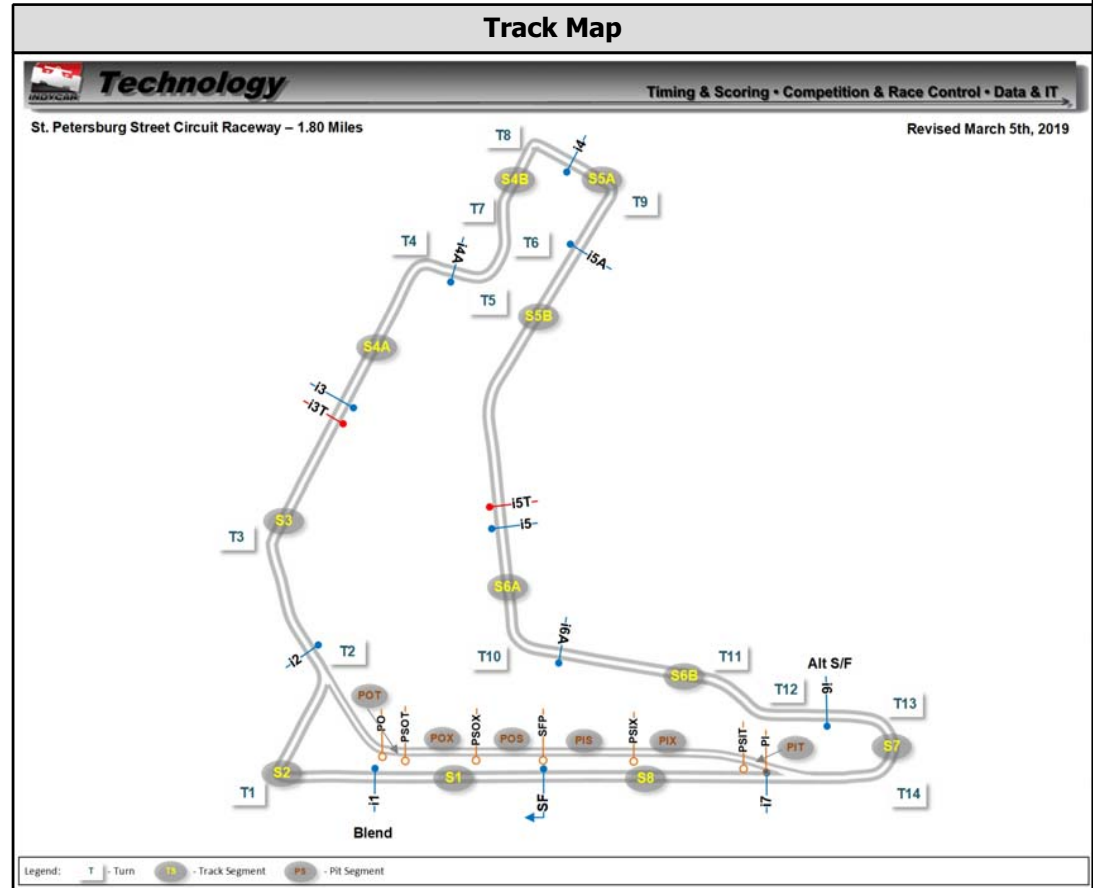 Track Map
INDYCAR Technology
Timing & Scoring • Competition & Race Control • Data & IT
St. Petersburg Street Circuit Raceway – 1.80 Miles
Revised March 5th, 2019
T8
-i4-
S4B
S5A
T7
T9
T4
-i4A-
T6
-i5A-
T5
S5B
S4A
-i3-
-i3T-
-i5T-
-i5-
S3
T3
S6A
-i6A-
-i2-
T2
T10
S6B
T11
Alt S/F
-i6-
T12
T13
POT
-PO-
-PSOT-
POX
-PSOX-
POS
-SFP-
PIS
-PSIX-
PIX
-PSIT-
-PI-
PIT
S7
S2
S1
S8
T1
-i1-
-SF-
-i7-
T14
Blend
Legend: T - Turn TS - Track Segment PS - Pit Segment